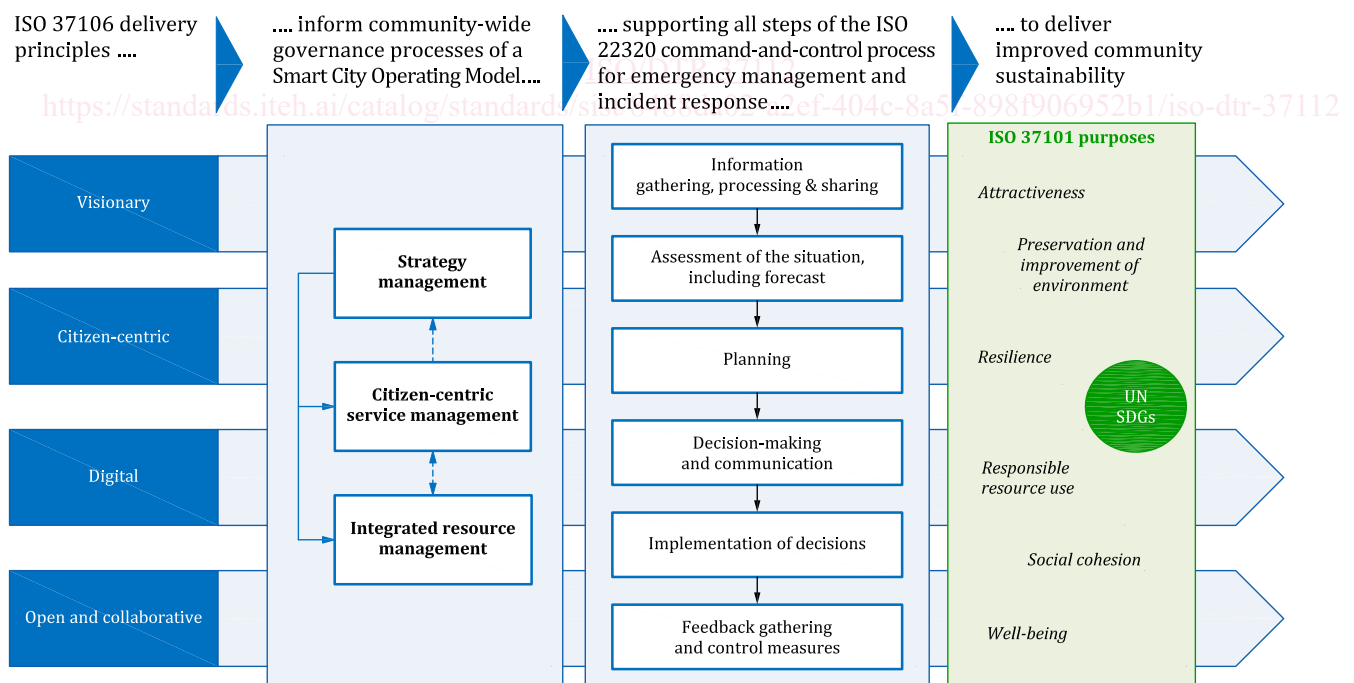 ISO 37106 delivery
principles ....
.... inform community-wide
governance processes of a
Smart City Operating Model....
.... supporting all steps of the ISO
22320 command-and-control process
for emergency management and
incident response ....
.... to deliver
improved community
sustainability
ISO/DTR 37112
Visionary
Citizen-centric
Digital
Open and collaborative
Strategy
management
Citizen-centric
service management
Integrated resource
management
Information
gathering, processing & sharing
Assessment of the situation,
including forecast
Planning
Decision-making
and communication
Implementation of decisions
Feedback gathering
and control measures
ISO 37101 purposes
Attractiveness
Preservation and
improvement of
environment
Resilience
UN
SDGs
Responsible
resource use
Social cohesion
Well-being